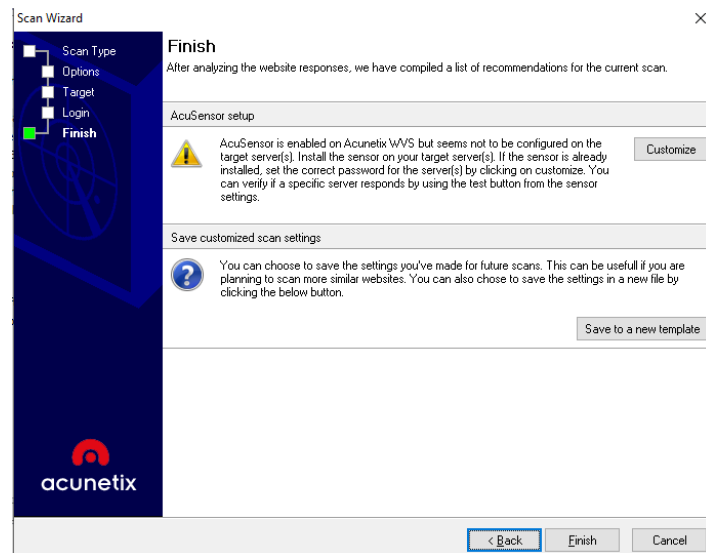 Scan Wizard
Scan Type
Options
Target
Login
Finish
Finish
After analyzing the website responses, we have compiled a list of recommendations for the current scan.
AcuSensor setup
AcuSensor is enabled on Acunetix WVS but seems not to be configured on the
target server(s). Install the sensor on your target server(s). If the sensor is already
installed, set the correct password for the server(s) by clicking on customize. You
can verify if a specific server responds by using the test button from the sensor
settings.
Customize
Save customized scan settings
You can choose to save the settings you've made for future scans. This can be usefull if you are
planning to scan more similar websites. You can also chose to save the settings in a new file by
clicking the below button.
Save to a new template
acunetix
< Back
Finish
Cancel